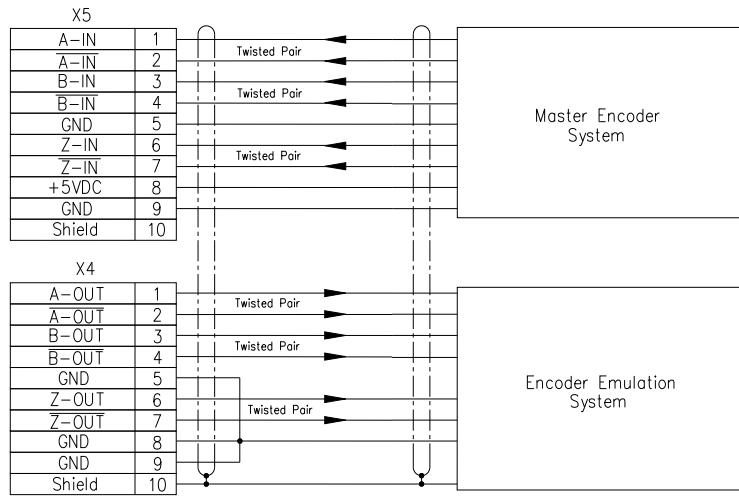 X5
A-IN 1
A-IN 2
B-IN 3
B-IN 4
GND 5
Z-IN 6
Z-IN 7
+5VDC 8
GND 9
Shield 10
Twisted Pair
Twisted Pair
Twisted Pair
Master Encoder
System
X4
A-OUT 1
A-OUT 2
B-OUT 3
B-OUT 4
GND 5
Z-OUT 6
Z-OUT 7
GND 8
GND 9
Shield 10
Twisted Pair
Twisted Pair
Twisted Pair
Encoder Emulation
System